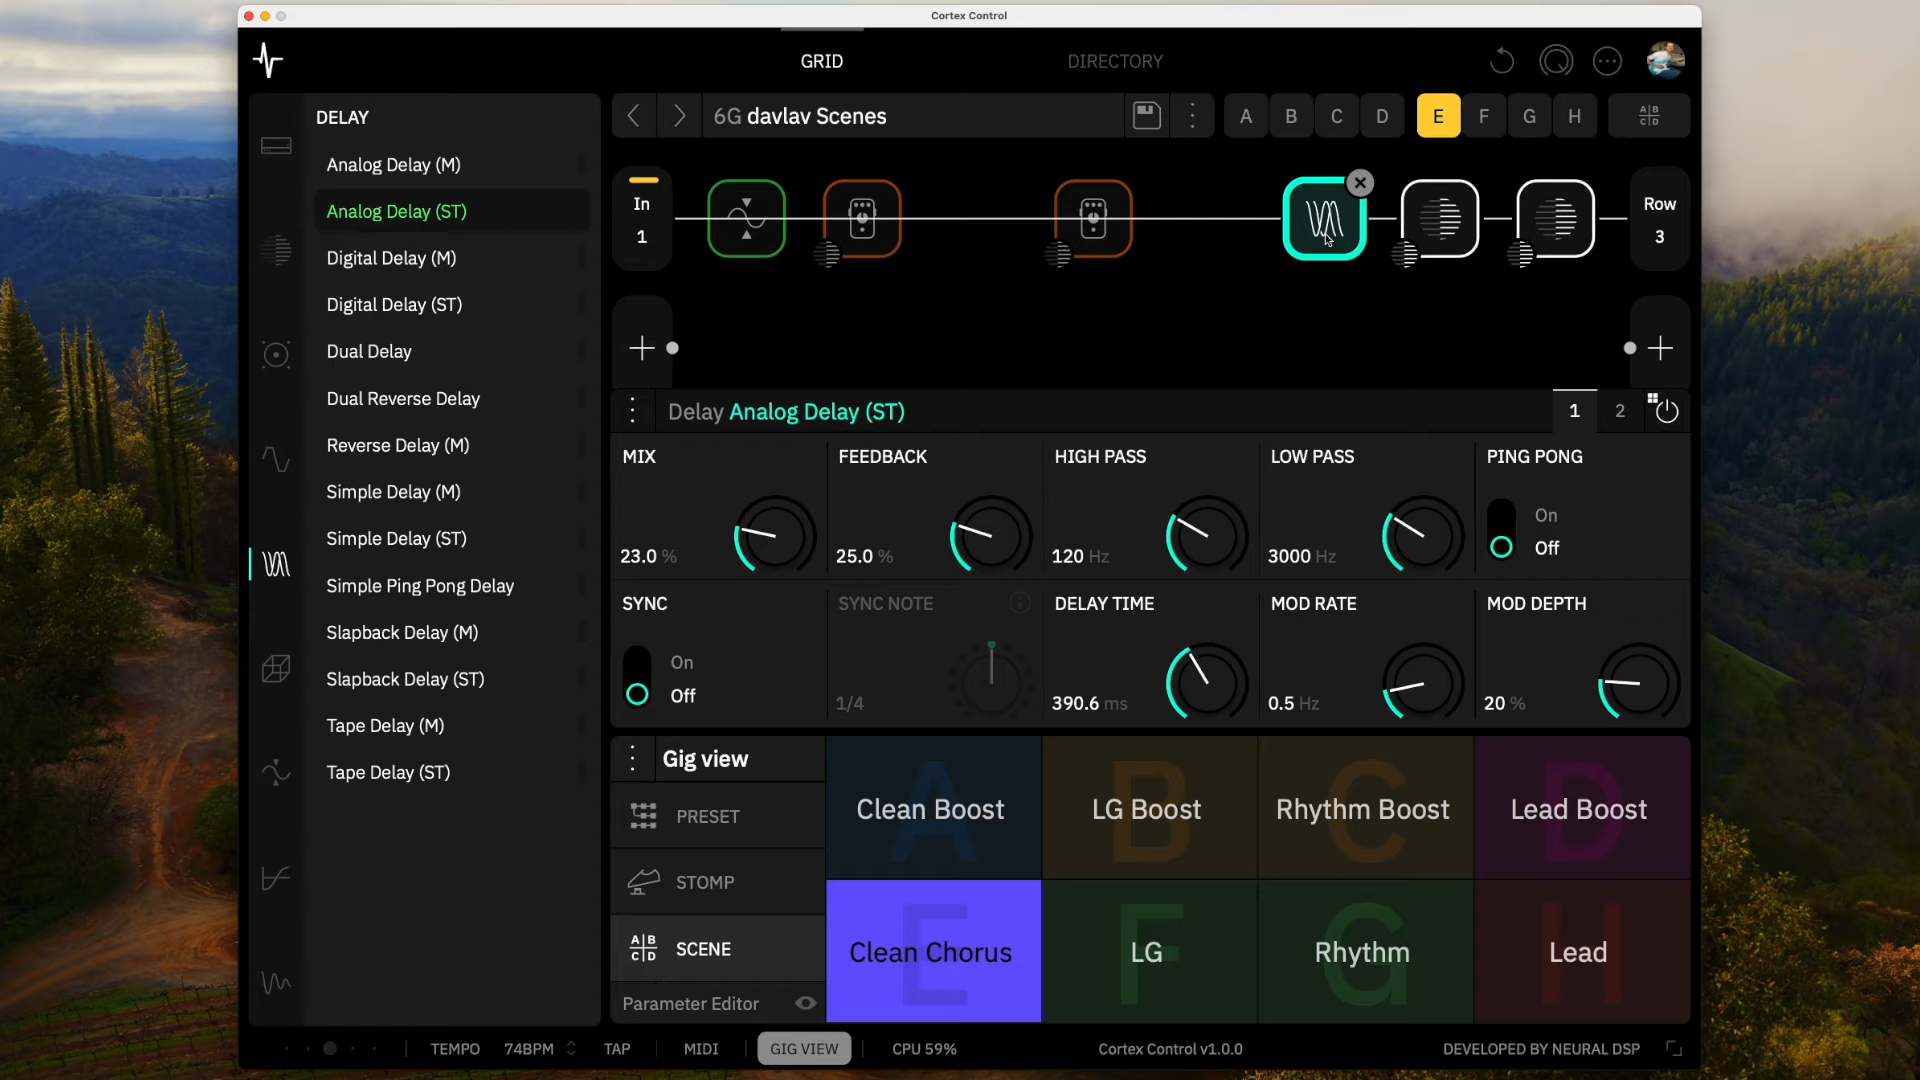 Cortex Control
GRID
DIRECTORY
DELAY
Analog Delay (M)
Analog Delay (ST)
Digital Delay (M)
Digital Delay (ST)
Dual Delay
Dual Reverse Delay
Reverse Delay (M)
Simple Delay (M)
Simple Delay (ST)
Simple Ping Pong Delay
Slapback Delay (M)
Slapback Delay (ST)
Tape Delay (M)
Tape Delay (ST)
6G davlav Scenes
A B C D E F G H
A B
C D
In
1
Row
3
Delay Analog Delay (ST)
1 2
MIX
23.0 %
FEEDBACK
25.0 %
HIGH PASS
120 Hz
LOW PASS
3000 Hz
PING PONG
On
Off
SYNC
On
Off
SYNC NOTE
1/4
DELAY TIME
390.6 ms
MOD RATE
0.5 Hz
MOD DEPTH
20 %
Gig view
PRESET
STOMP
A B
C D
SCENE
Parameter Editor
A
Clean Boost
B
LG Boost
C
Rhythm Boost
D
Lead Boost
E
Clean Chorus
F
LG
G
Rhythm
H
Lead
TEMPO 74BPM TAP MIDI GIG VIEW CPU 59% Cortex Control v1.0.0 DEVELOPED BY NEURAL DSP